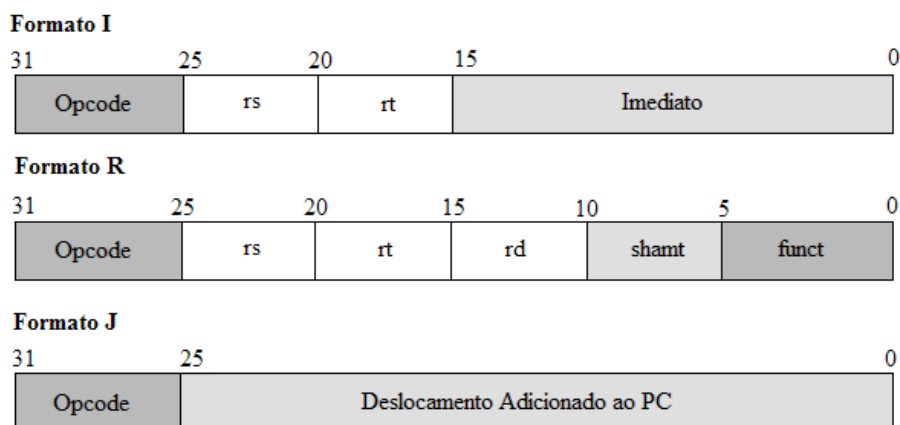 Formato I
31 25 20 15 0
Opcode rs rt Imediato
Formato R
31 25 20 15 10 5 0
Opcode rs rt rd shamt funct
Formato J
31 25 0
Opcode Deslocamento Adicionado ao PC